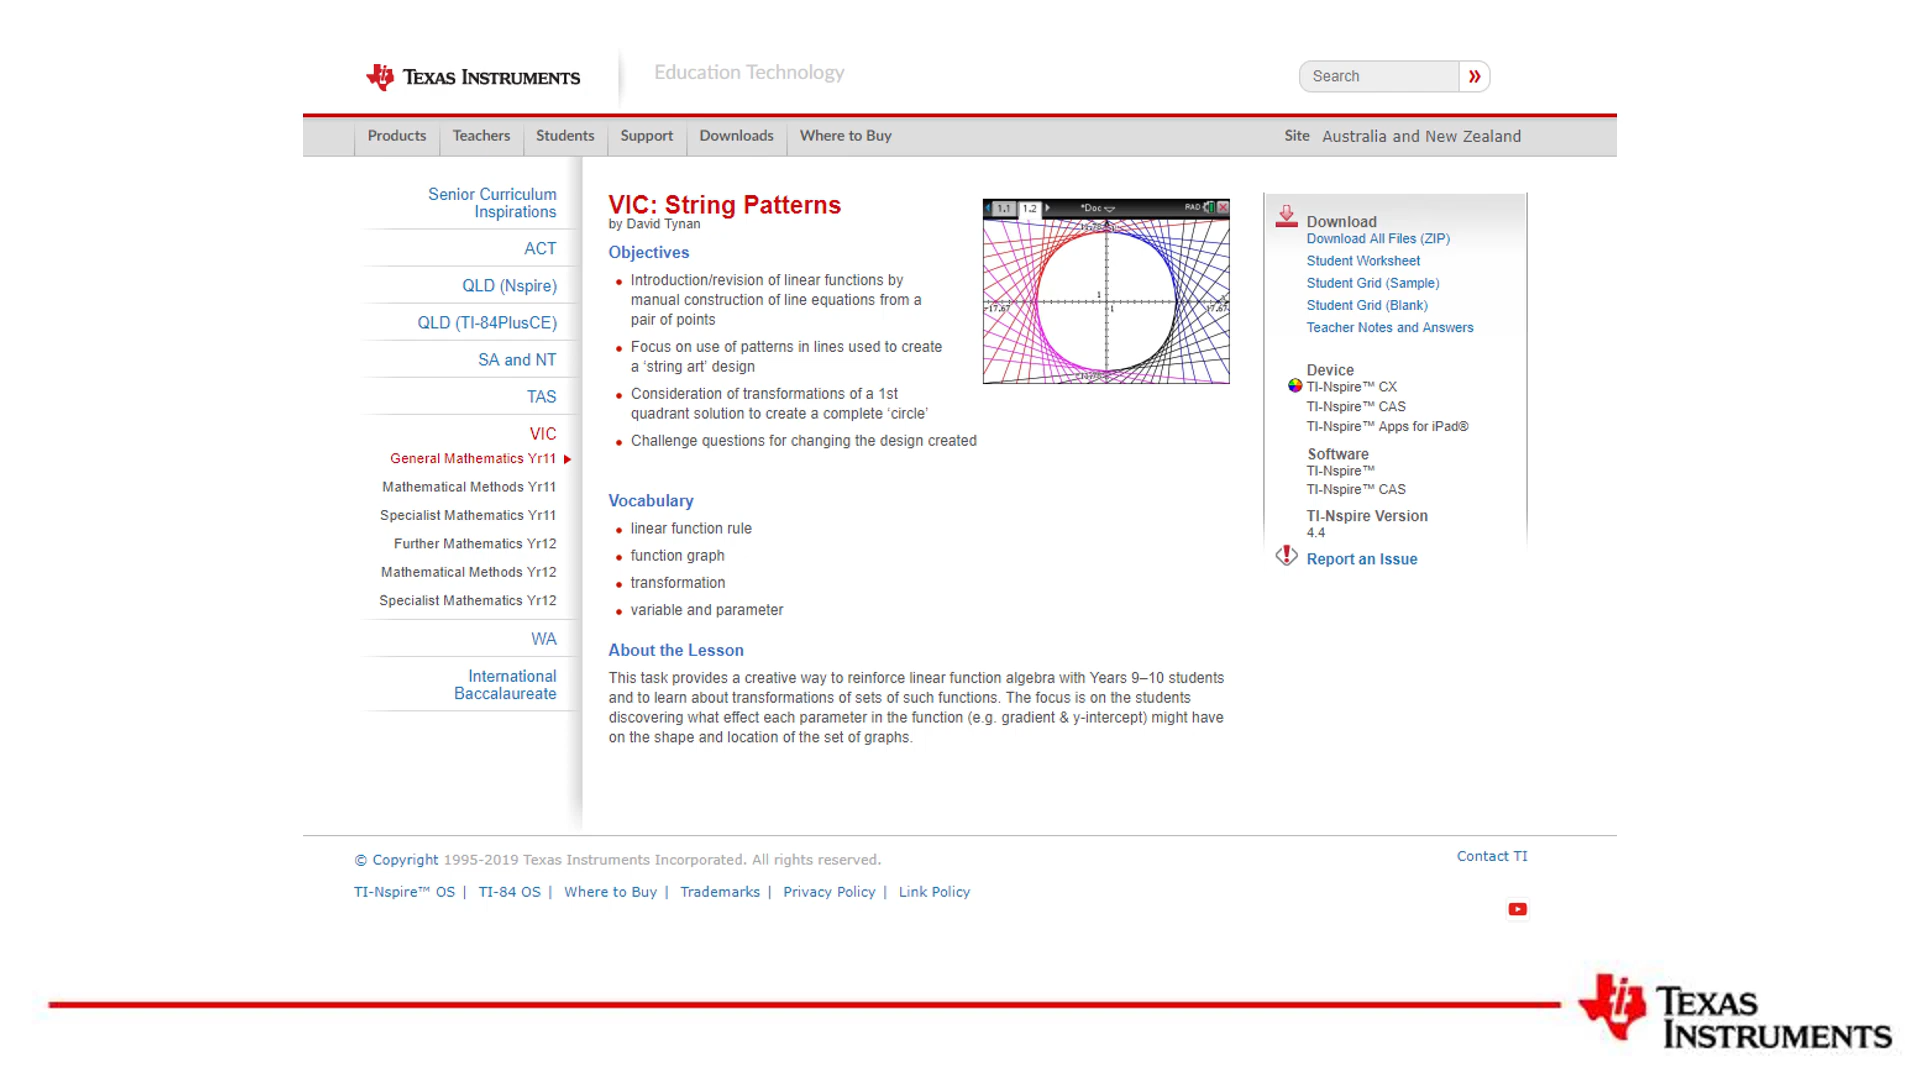 TEXAS INSTRUMENTS
Education Technology
Search
Products
Teachers
Students
Support
Downloads
Where to Buy
Site Australia and New Zealand
Senior Curriculum
Inspirations
ACT
QLD (Nspire)
QLD (TI-84PlusCE)
SA and NT
TAS
VIC
General Mathematics Yr11
Mathematical Methods Yr11
Specialist Mathematics Yr11
Further Mathematics Yr12
Mathematical Methods Yr12
Specialist Mathematics Yr12
WA
International
Baccalaureate
VIC: String Patterns
by David Tynan
Objectives
Introduction/revision of linear functions by
manual construction of line equations from a
pair of points
Focus on use of patterns in lines used to create
a ‘string art’ design
Consideration of transformations of a 1st
quadrant solution to create a complete ‘circle’
Challenge questions for changing the design created
1.1 1.2 *Doc RAD
1
-17.67 1 17.67
Vocabulary
linear function rule
function graph
transformation
variable and parameter
About the Lesson
This task provides a creative way to reinforce linear function algebra with Years 9–10 students
and to learn about transformations of sets of such functions. The focus is on the students
discovering what effect each parameter in the function (e.g. gradient & y-intercept) might have
on the shape and location of the set of graphs.
Download
Download All Files (ZIP)
Student Worksheet
Student Grid (Sample)
Student Grid (Blank)
Teacher Notes and Answers
Device
TI-Nspire™ CX
TI-Nspire™ CAS
TI-Nspire™ Apps for iPad®
Software
TI-Nspire™
TI-Nspire™ CAS
TI-Nspire Version
4.4
Report an Issue
© Copyright 1995-2019 Texas Instruments Incorporated. All rights reserved.
Contact TI
TI-Nspire™ OS | TI-84 OS | Where to Buy | Trademarks | Privacy Policy | Link Policy
TEXAS
INSTRUMENTS